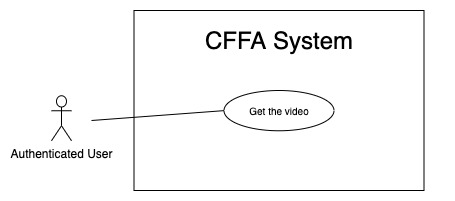 CFFA System
Get the video
Authenticated User